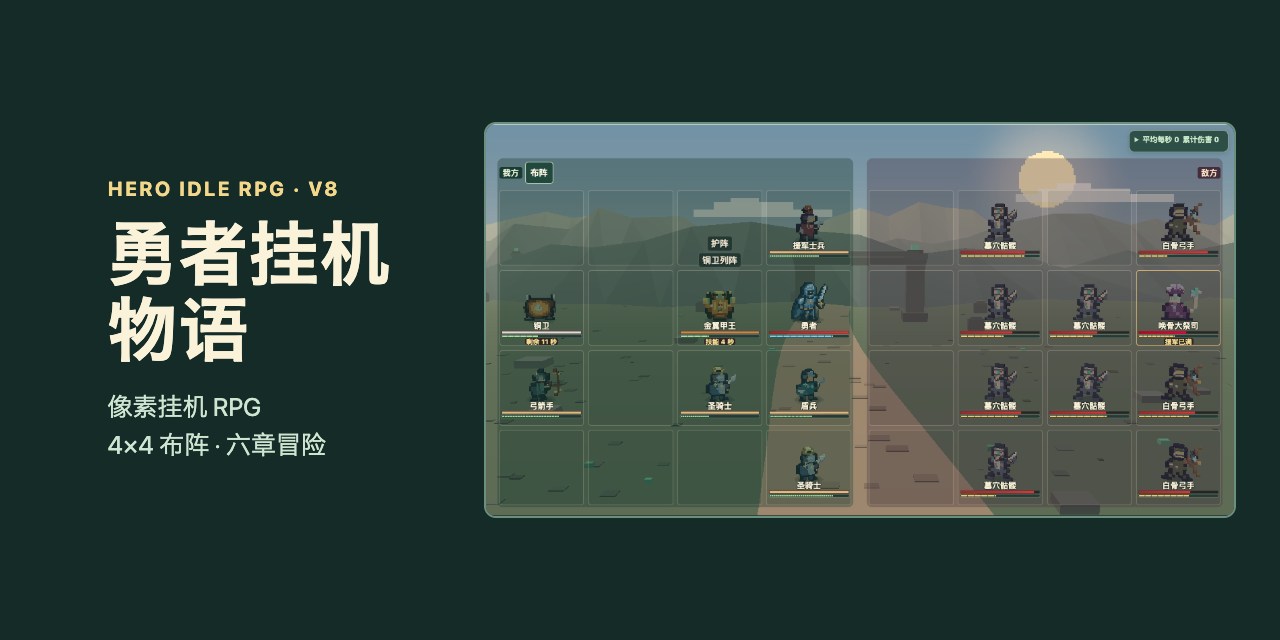 HERO IDLE RPG · V8
勇者挂机
物语
像素挂机 RPG
4×4 布阵 · 六章冒险
▸ 平均每秒 0 累计伤害 0
我方 布阵
敌方
援军士兵
墓穴骷髅
白骨弓手
护阵
铜卫列阵
铜卫
剩余 11 秒
金翼甲王
技能 4 秒
勇者
墓穴骷髅
墓穴骷髅
唤骨大祭司
援军已满
弓箭手
圣骑士
盾兵
墓穴骷髅
墓穴骷髅
白骨弓手
圣骑士
墓穴骷髅
白骨弓手